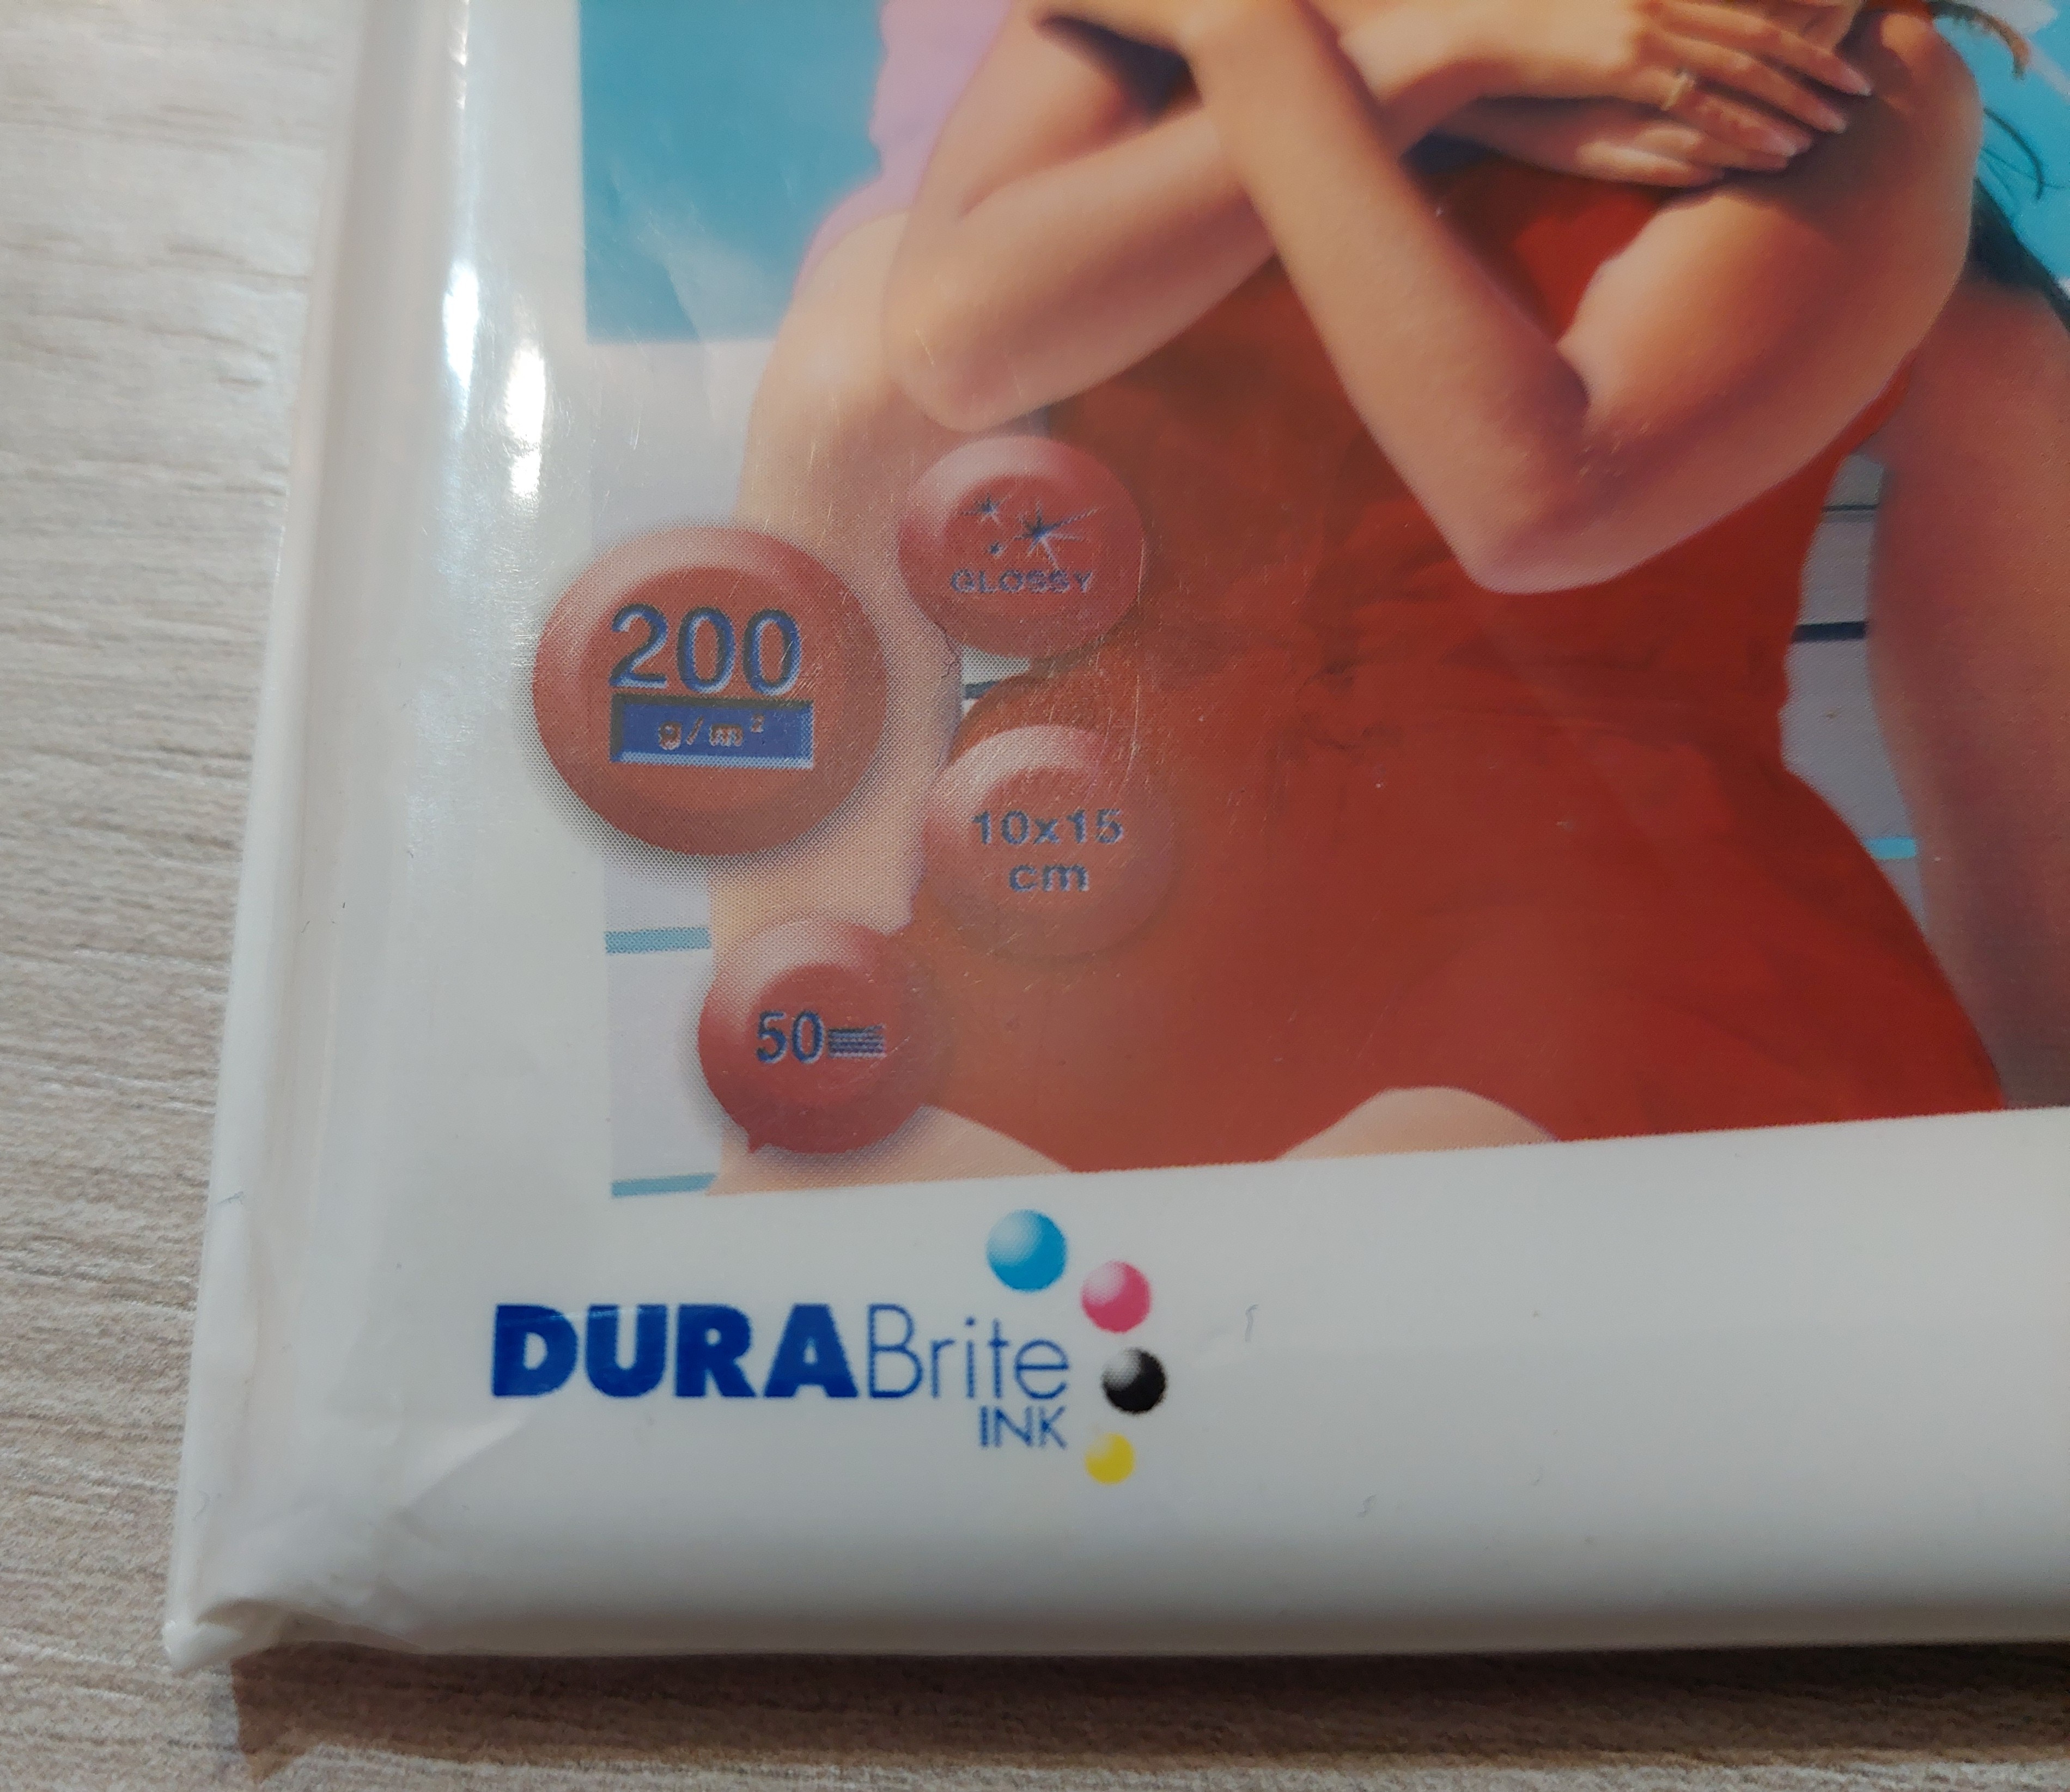 GLOSSY
200
g/m²
10x15
cm
50
DURABrite
INK